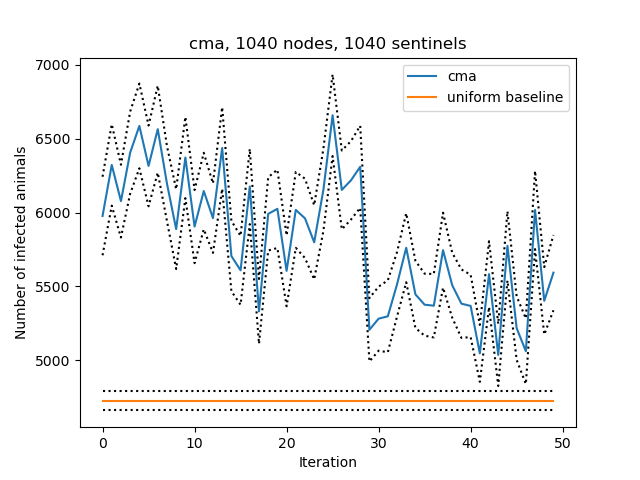 cma, 1040 nodes, 1040 sentinels
7000
6500
6000
5500
5000
Number of infected animals
cma
uniform baseline
0
10
20
30
40
50
Iteration